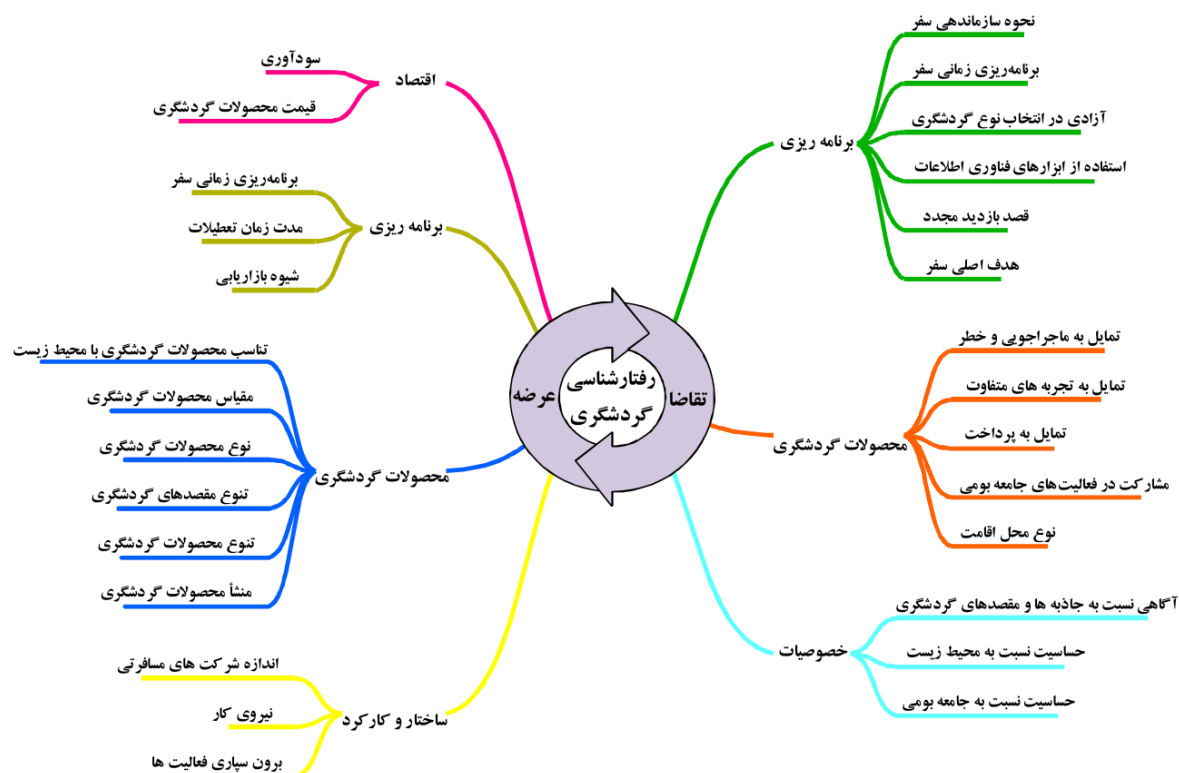 نحوه سازماندهی سفر
برنامه‌ریزی زمانی سفر
آزادی در انتخاب نوع گردشگری
برنامه ریزی
استفاده از ابزارهای فناوری اطلاعات
قصد بازدید مجدد
هدف اصلی سفر
تمایل به ماجراجویی و خطر
تمایل به تجربه های متفاوت
تمایل به پرداخت
محصولات گردشگری
مشارکت در فعالیت‌های جامعه بومی
نوع محل اقامت
آگاهی نسبت به جاذبه ها و مقصدهای گردشگری
خصوصیات
حساسیت نسبت به محیط زیست
حساسیت نسبت به جامعه بومی
تقاضا
رفتارشناسی
گردشگری
عرضه
اقتصاد
سودآوری
قیمت محصولات گردشگری
برنامه ریزی
برنامه‌ریزی زمانی سفر
مدت زمان تعطیلات
شیوه بازاریابی
محصولات گردشگری
تناسب محصولات گردشگری با محیط زیست
مقیاس محصولات گردشگری
نوع محصولات گردشگری
تنوع مقصدهای گردشگری
تنوع محصولات گردشگری
منشأ محصولات گردشگری
ساختار و کارکرد
اندازه شرکت های مسافرتی
نیروی کار
برون سپاری فعالیت ها